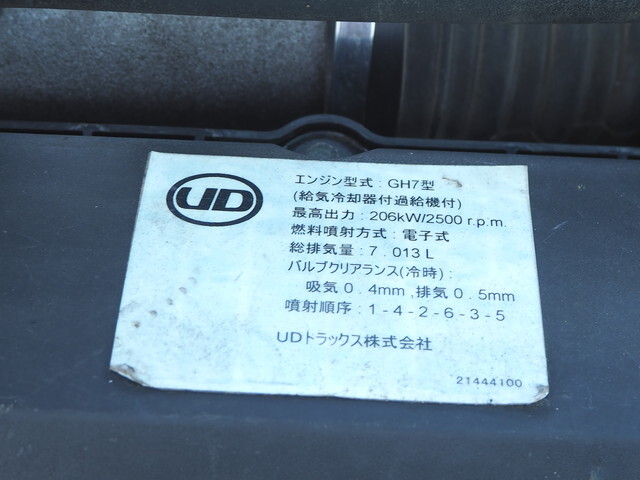 UD
エンジン型式 : GH7型
(給気冷却器付過給機付)
最高出力 : 206kW/2500 r.p.m.
燃料噴射方式 : 電子式
総排気量 : 7.013 L
バルブクリアランス(冷時) :
吸気 0.4mm ,排気 0.5mm
噴射順序 : 1-4-2-6-3-5
UDトラックス株式会社
21444100